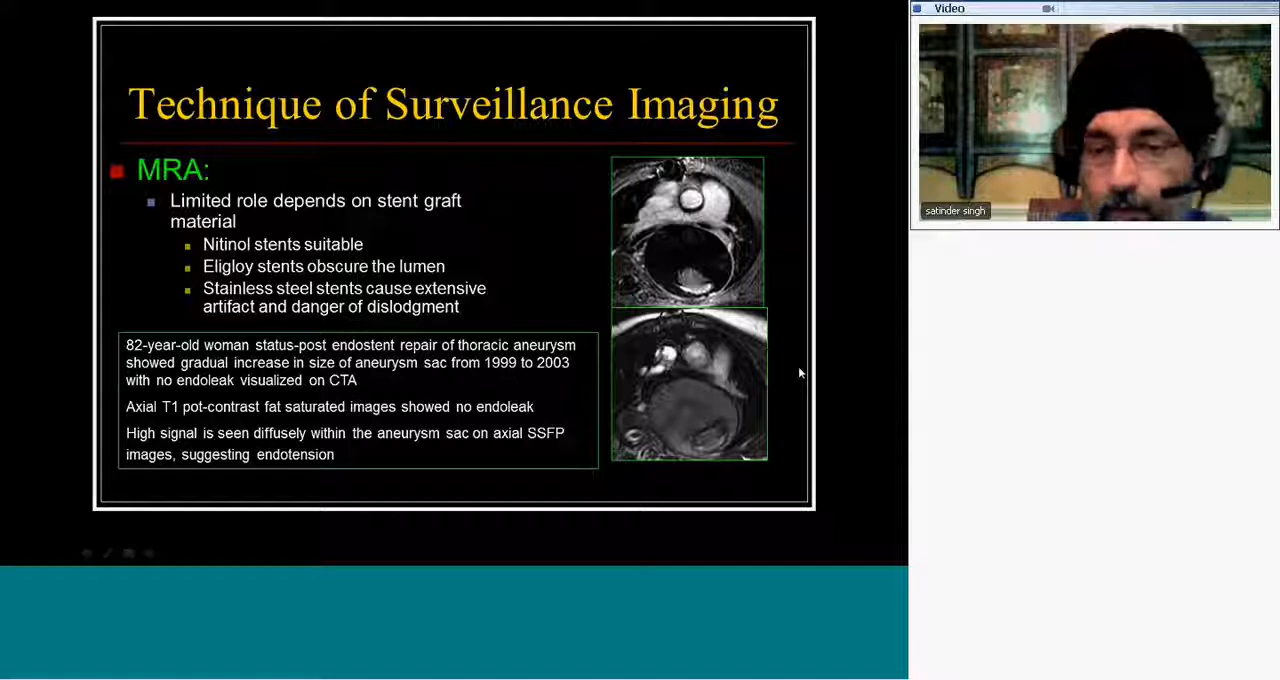 Video
Technique of Surveillance Imaging
MRA:
Limited role depends on stent graft
material
Nitinol stents suitable
Eligloy stents obscure the lumen
Stainless steel stents cause extensive
artifact and danger of dislodgment
82-year-old woman status-post endostent repair of thoracic aneurysm
showed gradual increase in size of aneurysm sac from 1999 to 2003
with no endoleak visualized on CTA
Axial T1 pot-contrast fat saturated images showed no endoleak
High signal is seen diffusely within the aneurysm sac on axial SSFP
images, suggesting endotension
satinder singh